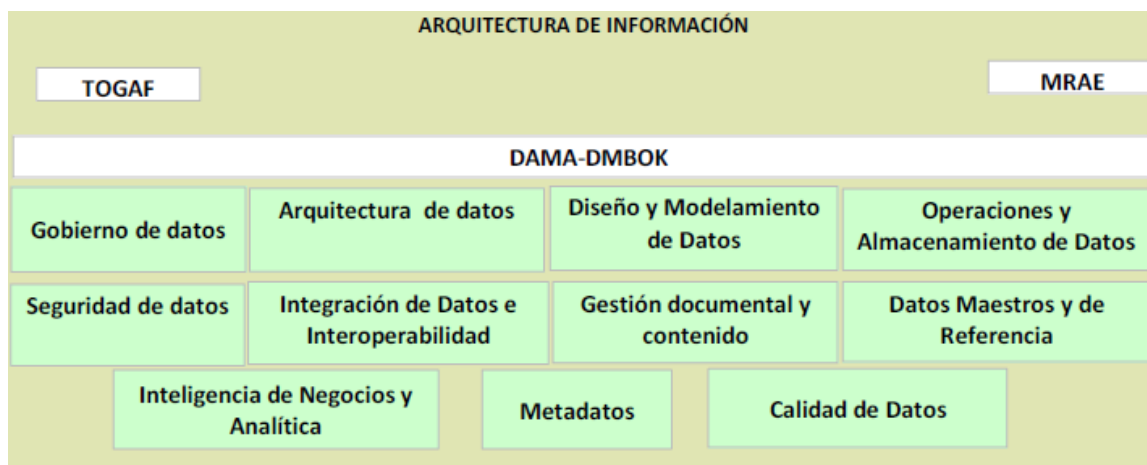 ARQUITECTURA DE INFORMACIÓN
TOGAF
MRAE
DAMA-DMBOK
Gobierno de datos
Arquitectura de datos
Diseño y Modelamiento
de Datos
Operaciones y
Almacenamiento de Datos
Seguridad de datos
Integración de Datos e
Interoperabilidad
Gestión documental y
contenido
Datos Maestros y de
Referencia
Inteligencia de Negocios y
Analítica
Metadatos
Calidad de Datos